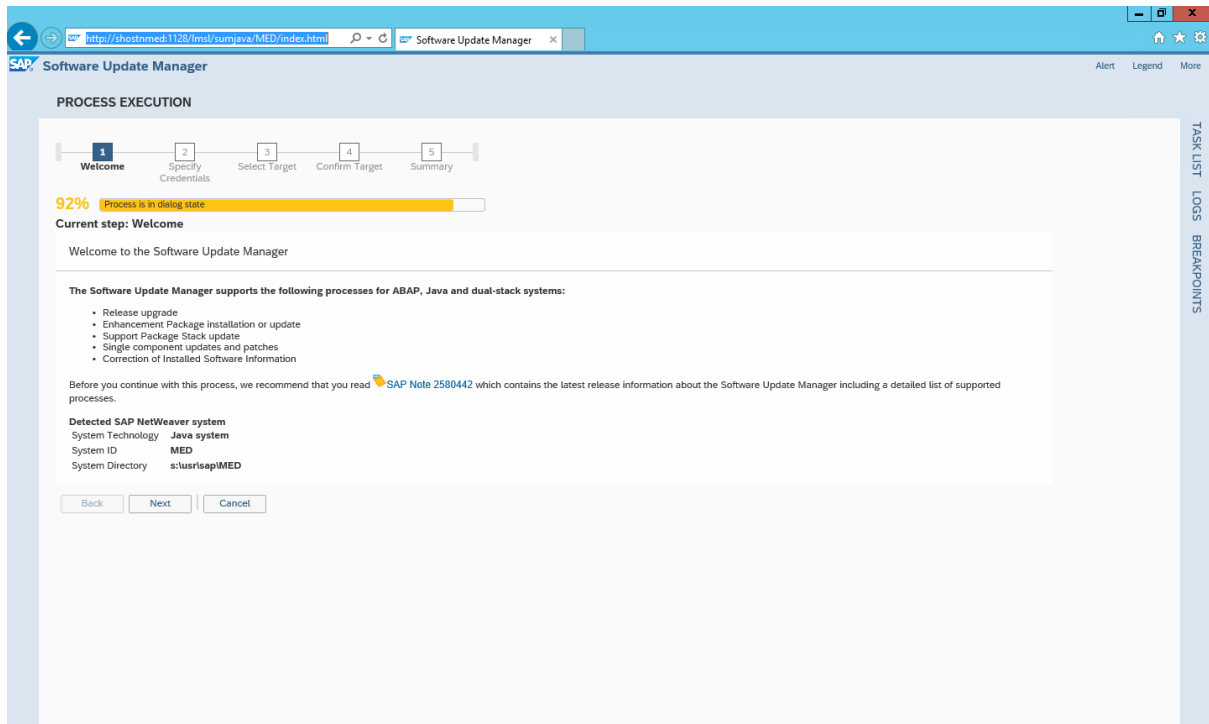 http://shostnmed:1128/lmsl/sumjava/MED/index.html
Software Update Manager
SAP Software Update Manager
Alert Legend More
PROCESS EXECUTION
1 2 3 4 5
Welcome Specify Credentials Select Target Confirm Target Summary
92% Process is in dialog state
Current step: Welcome
Welcome to the Software Update Manager
The Software Update Manager supports the following processes for ABAP, Java and dual-stack systems:
• Release upgrade
• Enhancement Package installation or update
• Support Package Stack update
• Single component updates and patches
• Correction of Installed Software Information
Before you continue with this process, we recommend that you read SAP Note 2580442 which contains the latest release information about the Software Update Manager including a detailed list of supported
processes.
Detected SAP NetWeaver system
System Technology Java system
System ID MED
System Directory s:\usr\sap\MED
Back Next Cancel
TASK LIST
LOGS
BREAKPOINTS